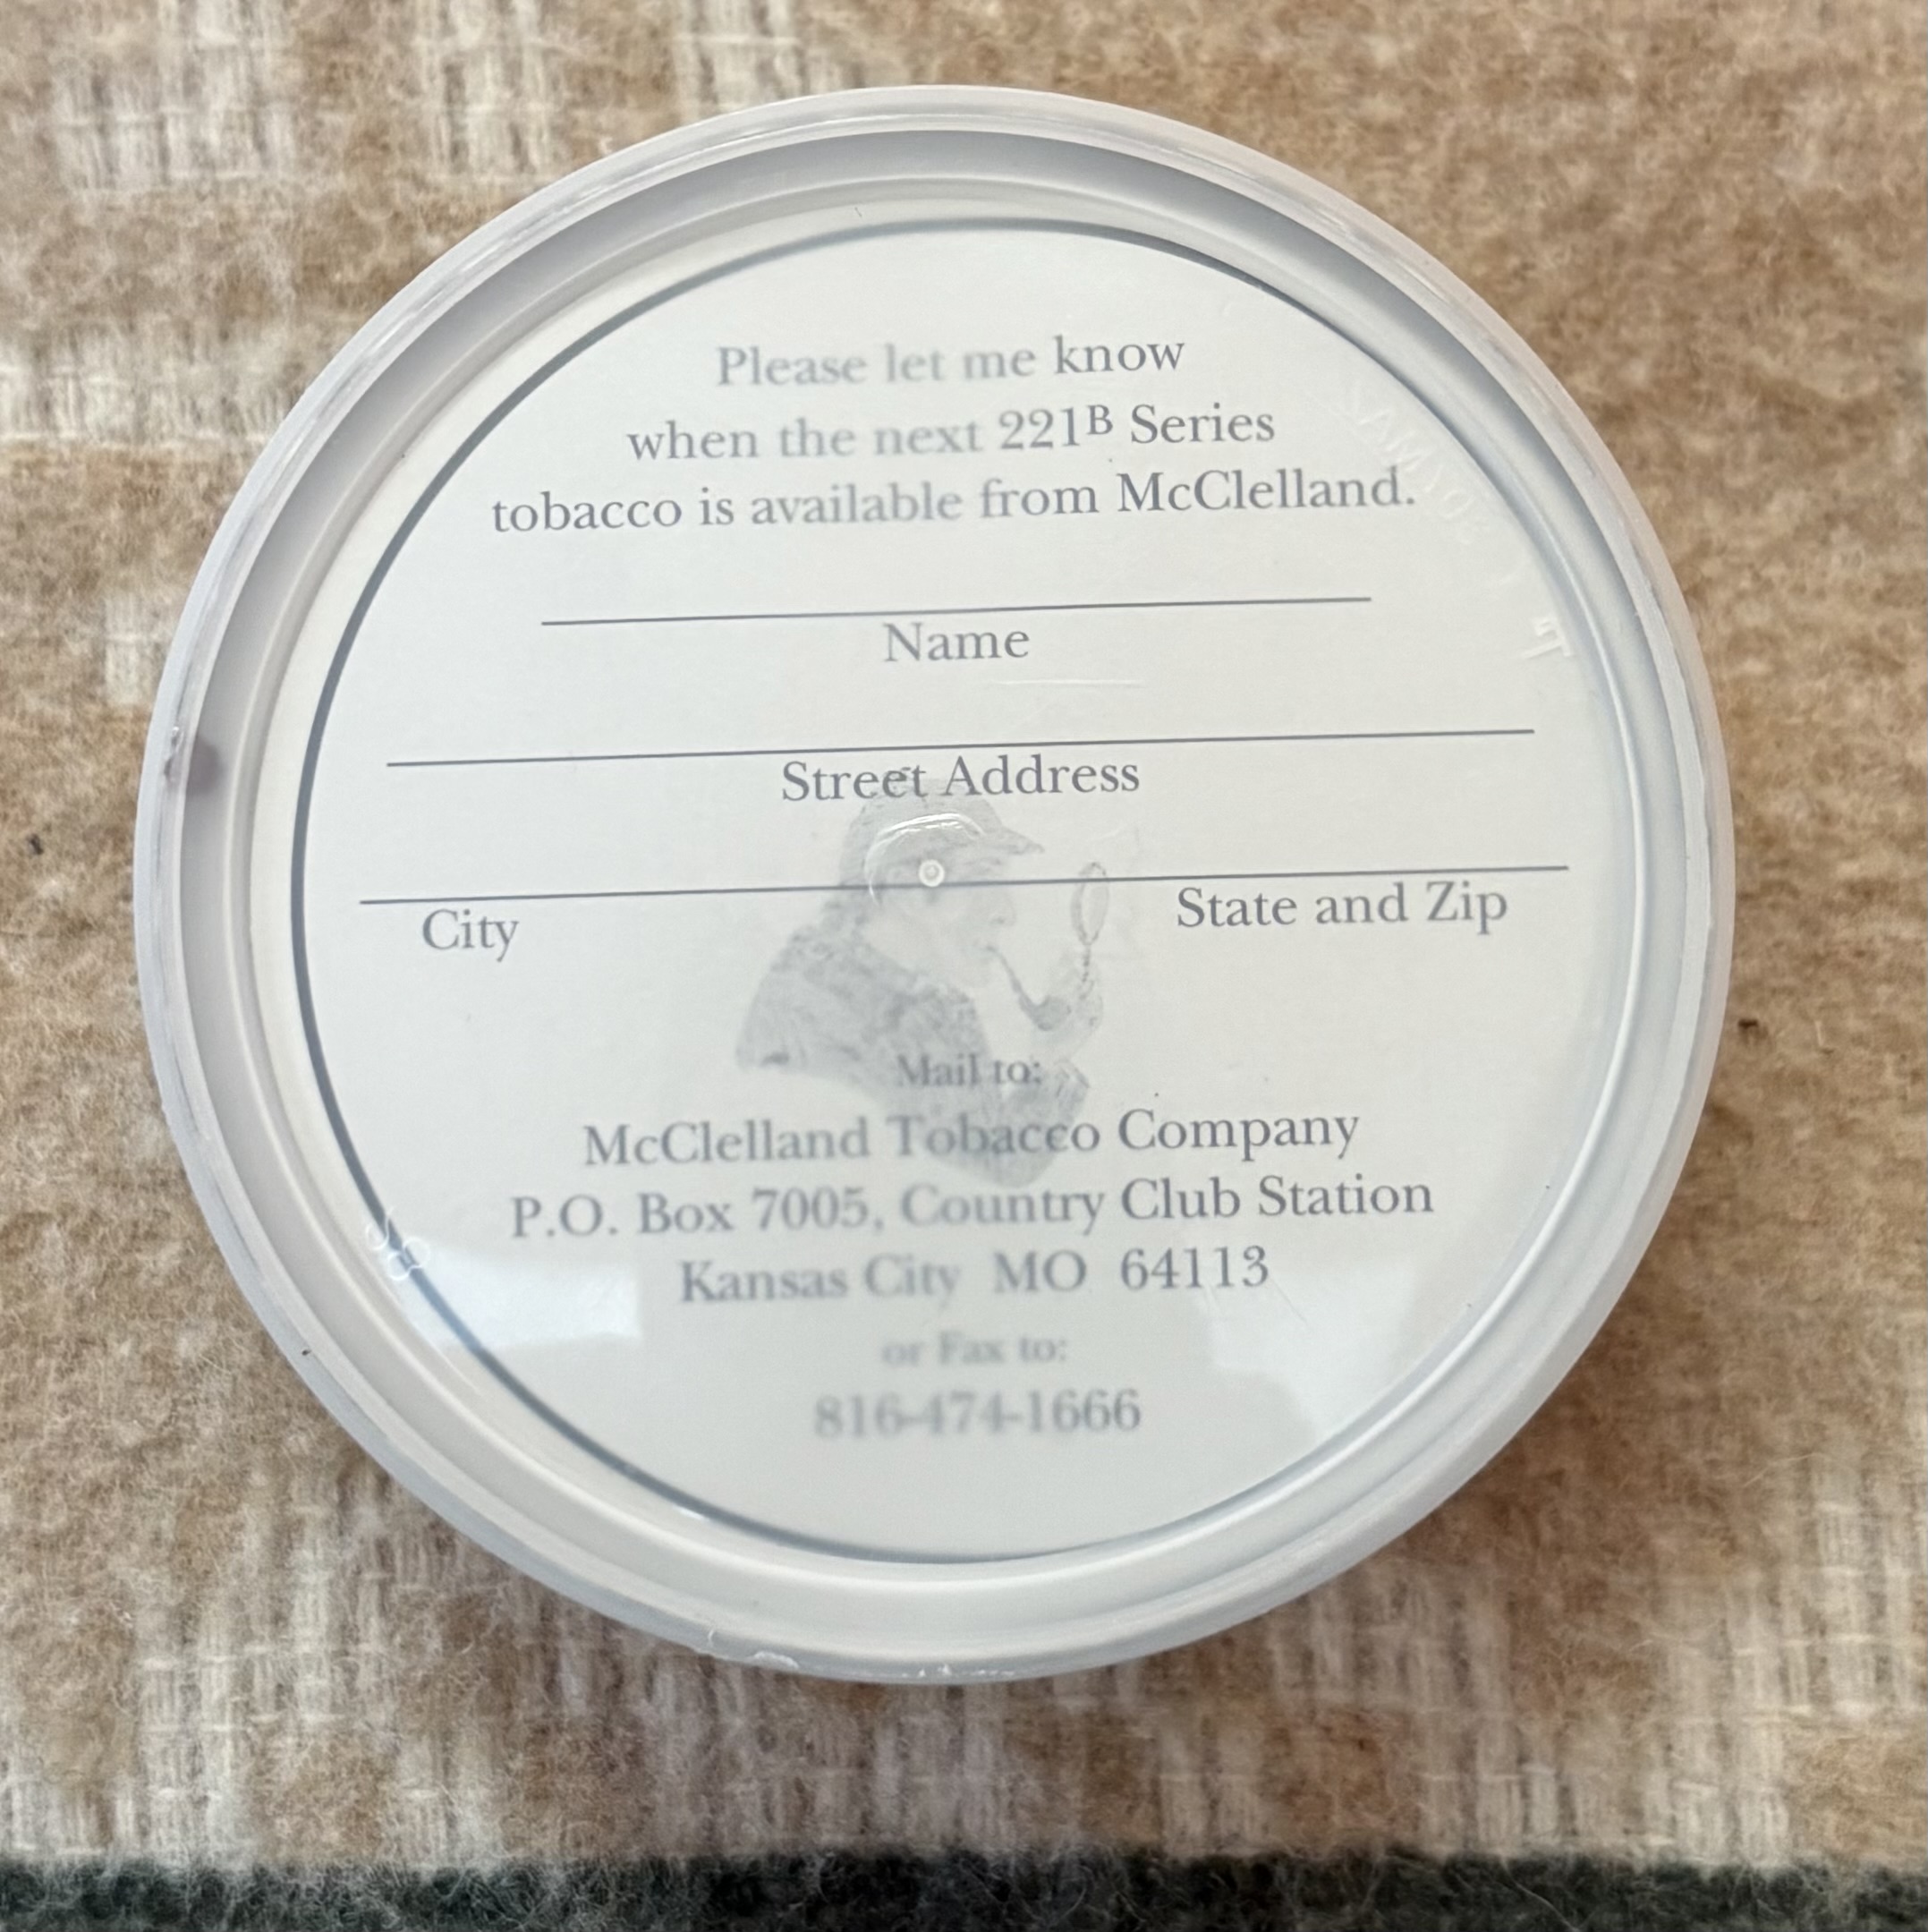 Please let me know
when the next 221B Series
tobacco is available from McClelland.
Name
Street Address
City State and Zip
Mail to:
McClelland Tobacco Company
P.O. Box 7005, Country Club Station
Kansas City MO 64113
or Fax to:
816-474-1666